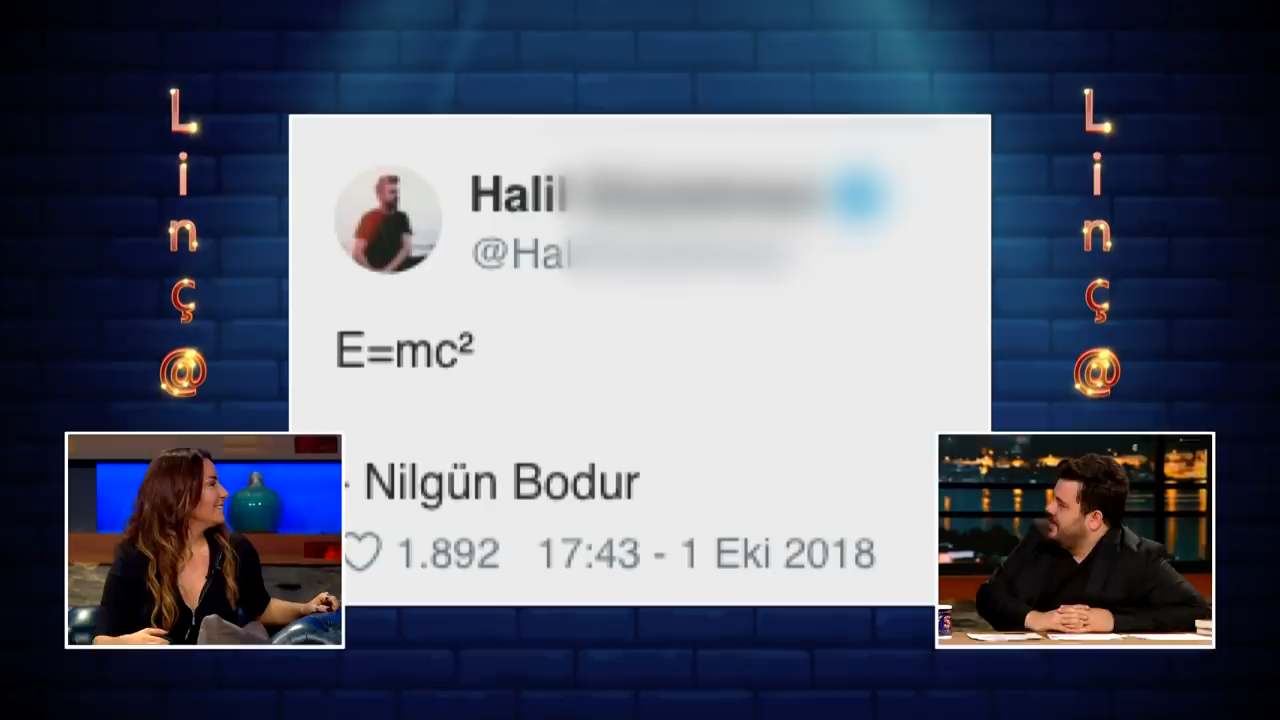 Linç@
Linç@
Halil
@Hal
E=mc²
- Nilgün Bodur
1.892 17:43 - 1 Eki 2018